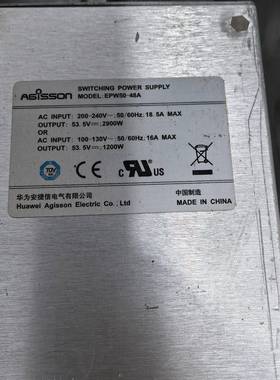 AGISSON
SWITCHING POWER SUPPLY
MODEL: EPW50-48A
AC INPUT: 200-240V~; 50/60Hz; 18.5A MAX
OUTPUT: 53.5V⎓; 2900W
OR
AC INPUT: 100-130V~; 50/60Hz; 16A MAX
OUTPUT: 53.5V⎓; 1200W
TÜV
CE
c RU US
华为安捷信电气有限公司
中国制造
Huawei Agisson Electric Co., Ltd.
MADE IN CHINA